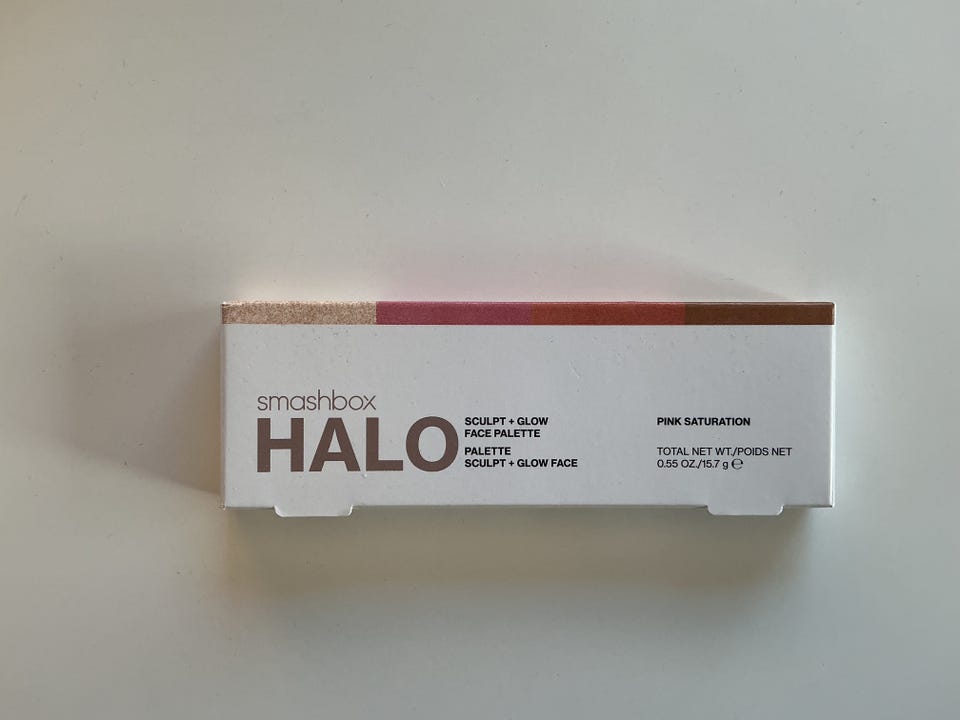 smashbox
HALO
SCULPT + GLOW
FACE PALETTE
PALETTE
SCULPT + GLOW FACE
PINK SATURATION
TOTAL NET WT./POIDS NET
0.55 OZ./15.7 g ℮